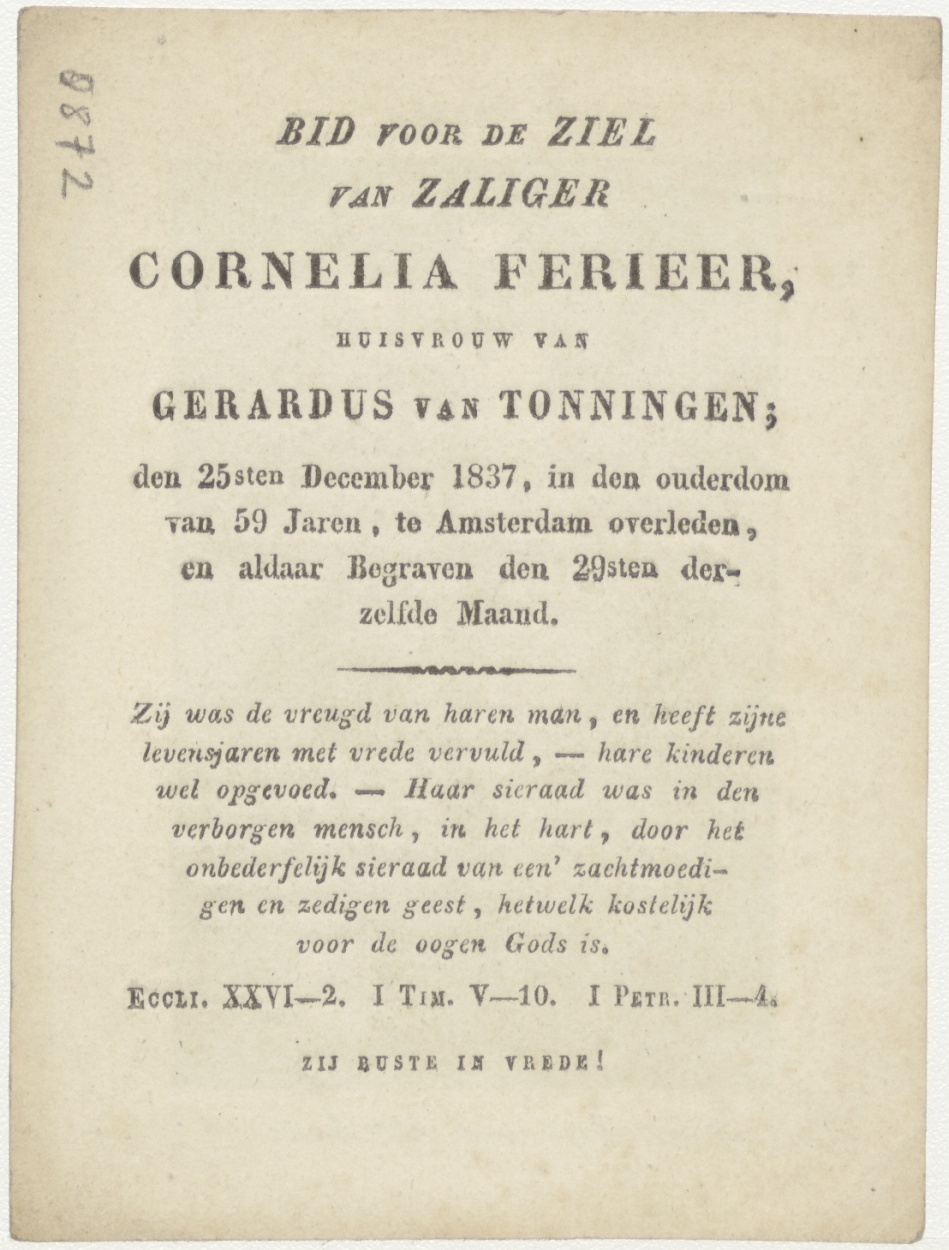 0872
BID VOOR DE ZIEL
VAN ZALIGER
CORNELIA FERIEER,
HUISVROUW VAN
GERARDUS VAN TONNINGEN;
den 25sten December 1837, in den ouderdom
van 59 Jaren, te Amsterdam overleden,
en aldaar Begraven den 29sten der-
zelfde Maand.
Zij was de vreugd van haren man, en heeft zijne
levensjaren met vrede vervuld, — hare kinderen
wel opgevoed. — Haar sieraad was in den
verborgen mensch, in het hart, door het
onbederfelijk sieraad van een' zachtmoedi-
gen en zedigen geest, hetwelk kostelijk
voor de oogen Gods is.
ECCLI. XXVI—2. I TIM. V—10. I PETR. III—4.
ZIJ RUSTE IN VREDE!